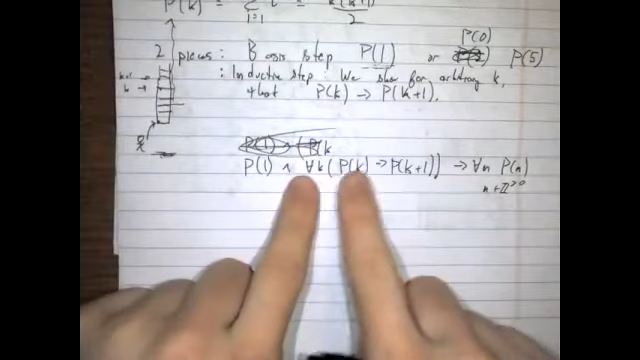 P(k) = Σ i=1 i = k(k+1) / 2
2 pieces: Basis step P(1) or P(0) P(5)
: Inductive step: We show for arbitrary k,
k+1
k
that P(k) → P(k+1).
P(1) → (P(k
P(1) ∧ ∀k(P(k) → P(k+1)) → ∀n P(n)
n ∈ ℤ>0